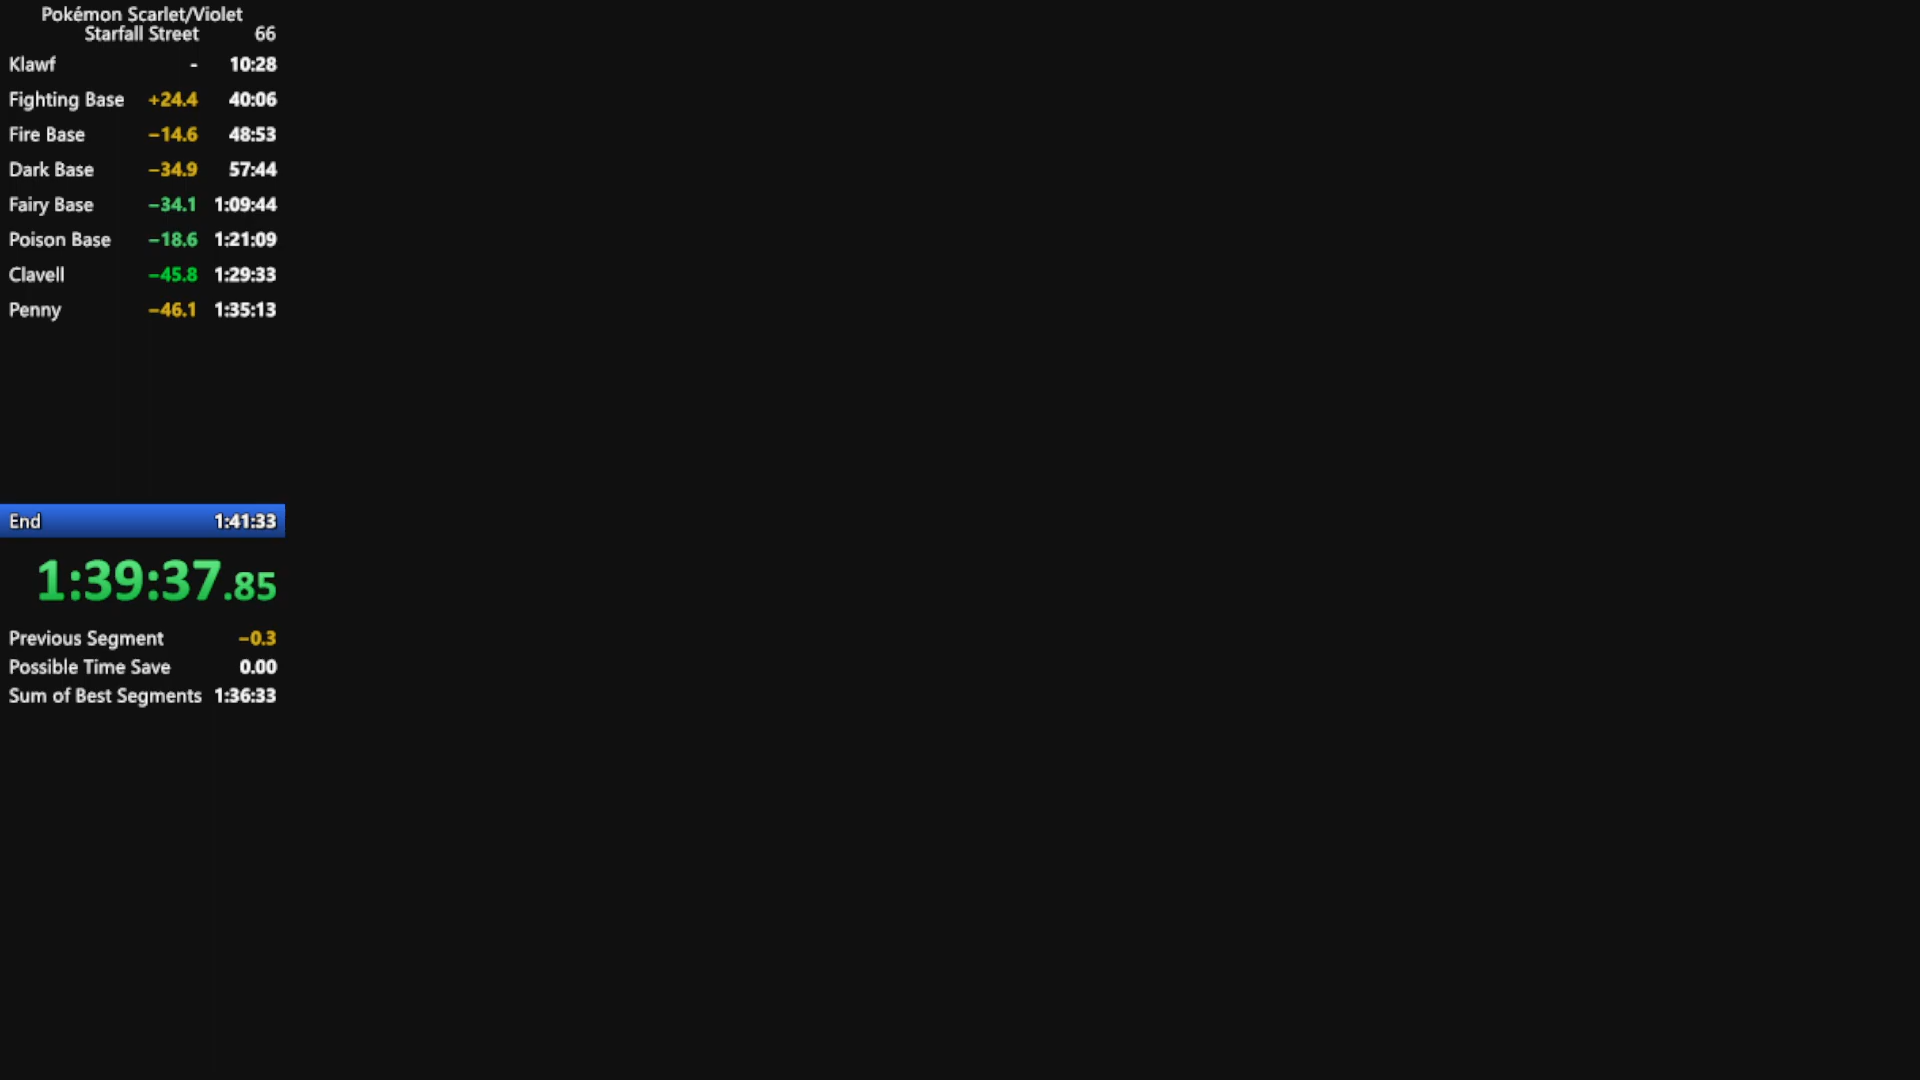 Pokémon Scarlet/Violet
Starfall Street 66
Klawf - 10:28
Fighting Base +24.4 40:06
Fire Base −14.6 48:53
Dark Base −34.9 57:44
Fairy Base −34.1 1:09:44
Poison Base −18.6 1:21:09
Clavell −45.8 1:29:33
Penny −46.1 1:35:13
End 1:41:33
1:39:37.85
Previous Segment −0.3
Possible Time Save 0.00
Sum of Best Segments 1:36:33